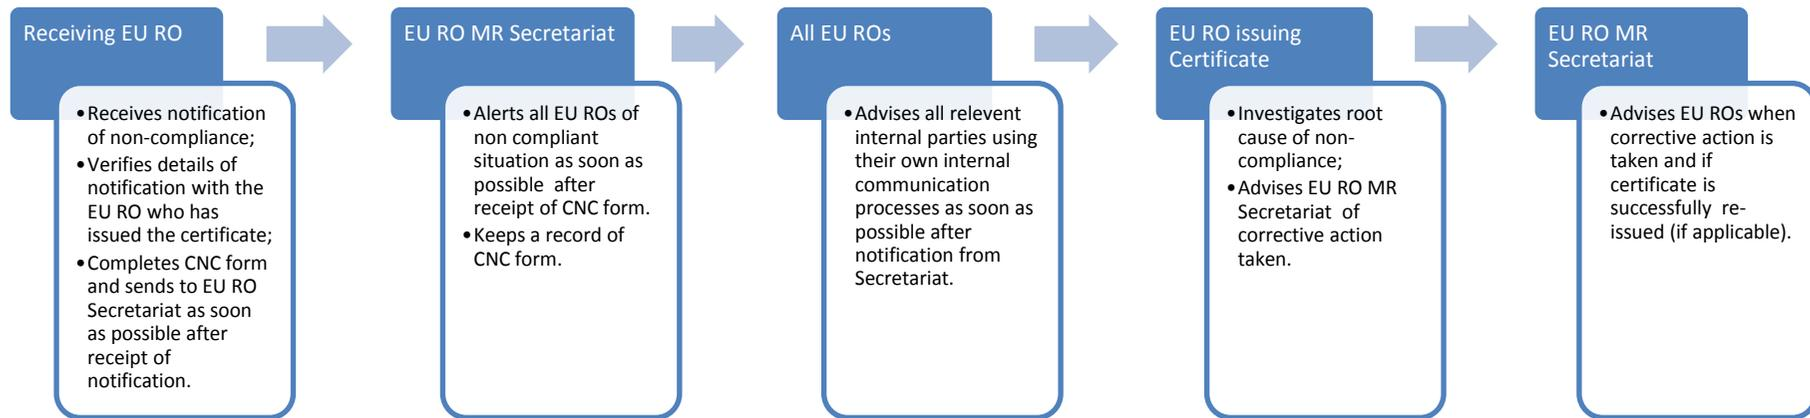 Receiving EU RO
•Receives notification
of non-compliance;
•Verifies details of
notification with the
EU RO who has
issued the certificate;
•Completes CNC form
and sends to EU RO
Secretariat as soon
as possible after
receipt of
notification.
EU RO MR Secretariat
•Alerts all EU ROs of
non compliant
situation as soon as
possible after
receipt of CNC form.
•Keeps a record of
CNC form.
All EU ROs
•Advises all relevent
internal parties using
their own internal
communication
processes as soon as
possible after
notification from
Secretariat.
EU RO issuing
Certificate
•Investigates root
cause of non-
compliance;
•Advises EU RO MR
Secretariat of
corrective action
taken.
EU RO MR
Secretariat
•Advises EU ROs when
corrective action is
taken and if
certificate is
successfully re-
issued (if applicable).